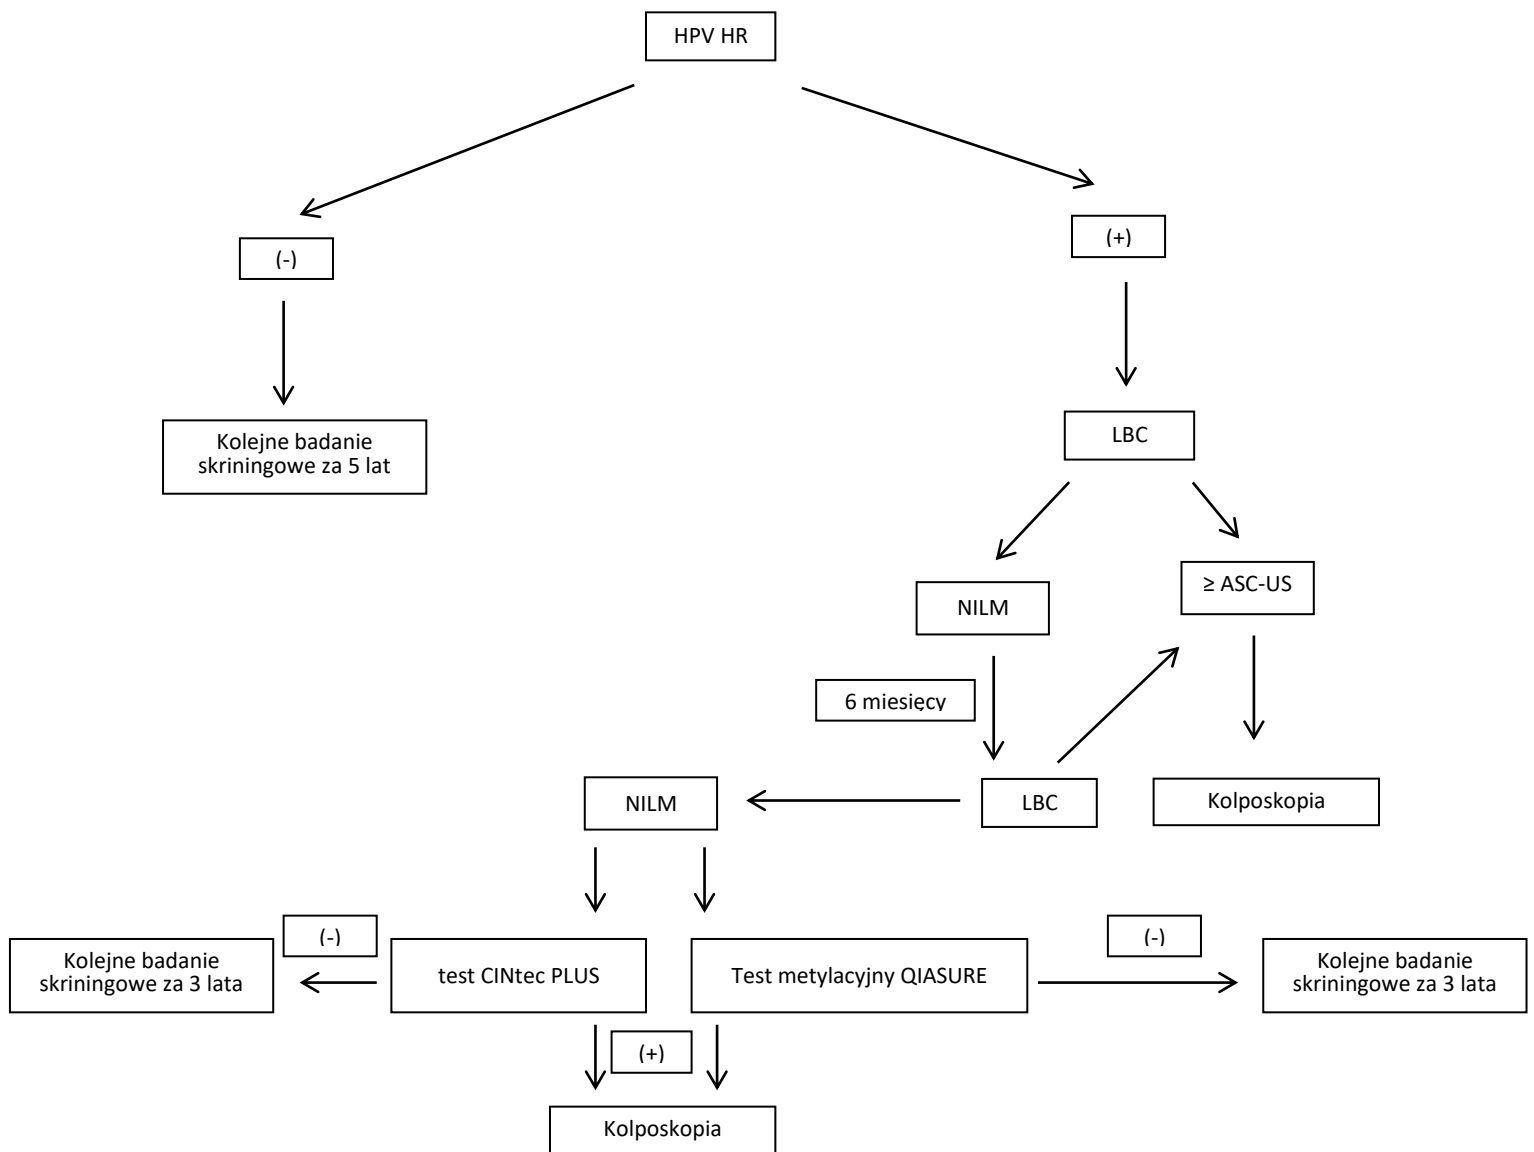 HPV HR
(-)
(+)
Kolejne badanie
skriningowe za 5 lat
LBC
NILM
≥ ASC-US
6 miesięcy
NILM
LBC
Kolposkopia
(-)
(-)
Kolejne badanie
skriningowe za 3 lata
test CINtec PLUS
Test metylacyjny QIASURE
Kolejne badanie
skriningowe za 3 lata
(+)
Kolposkopia